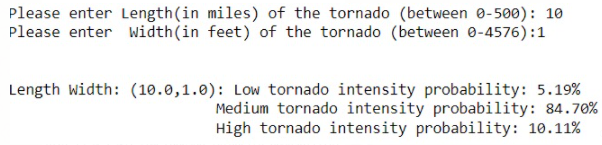 Please enter Length(in miles) of the tornado (between 0-500): 10
Please enter  Width(in feet) of the tornado (between 0-4576):1
Length Width: (10.0,1.0): Low tornado intensity probability: 5.19%
Medium tornado intensity probability: 84.70%
High tornado intensity probability: 10.11%